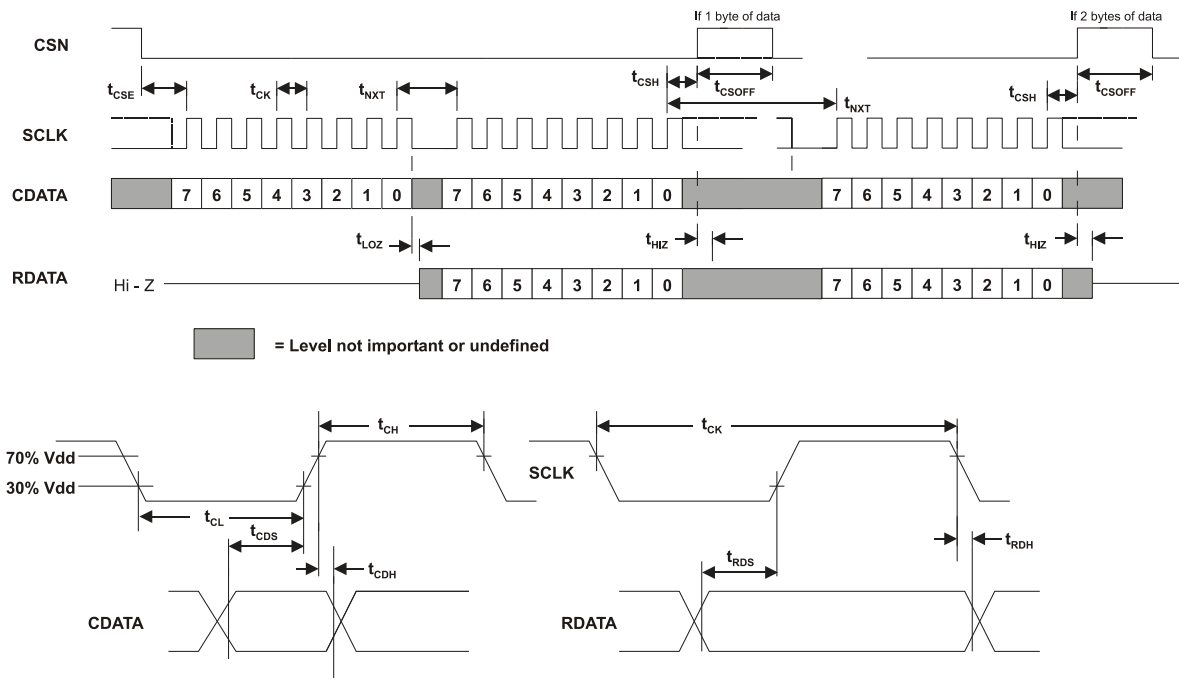 If 1 byte of data
If 2 bytes of data
CSN
tCSE
tCK
tNXT
tCSH
tCSOFF
tNXT
tCSH
tCSOFF
SCLK
CDATA
7 6 5 4 3 2 1 0
7 6 5 4 3 2 1 0
7 6 5 4 3 2 1 0
tLOZ
tHIZ
tHIZ
RDATA
Hi - Z
7 6 5 4 3 2 1 0
7 6 5 4 3 2 1 0
= Level not important or undefined
tCH
tCK
70% Vdd
30% Vdd
SCLK
tCL
tCDS
tCDH
tRDS
tRDH
CDATA
RDATA